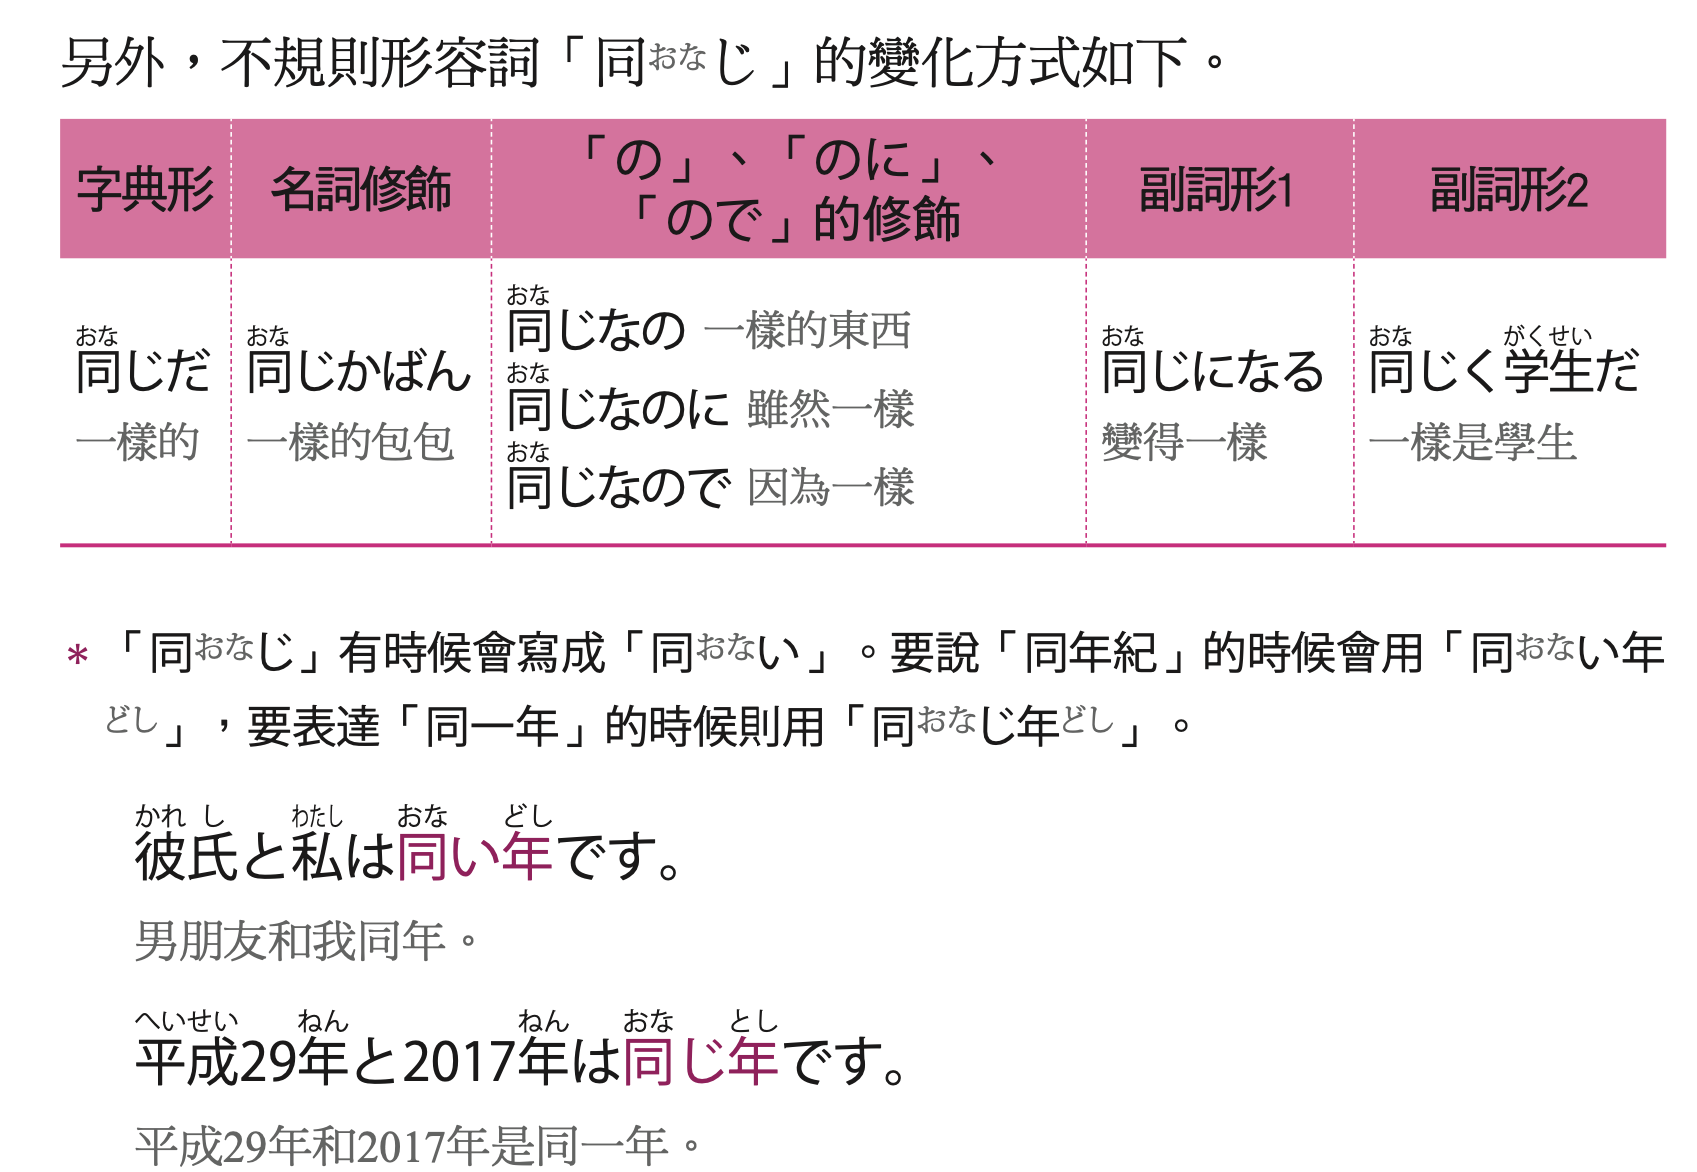 另外，不規則形容詞「同おなじ」的變化方式如下。
字典形
名詞修飾
「の」、「のに」、
「ので」的修飾
副詞形1
副詞形2
おな
同じだ
一樣的
おな
同じかばん
一樣的包包
おな
同じなの 一樣的東西
おな
同じなのに 雖然一樣
おな
同じなので 因為一樣
おな
同じになる
變得一樣
おな がくせい
同じく学生だ
一樣是學生
* 「同おなじ」有時候會寫成「同おない」。要說「同年紀」的時候會用「同おない年
どし」，要表達「同一年」的時候則用「同おなじ年どし」。
かれ し わたし おな どし
彼氏と私は同い年です。
男朋友和我同年。
へいせい ねん ねん おな とし
平成29年と2017年は同じ年です。
平成29年和2017年是同一年。